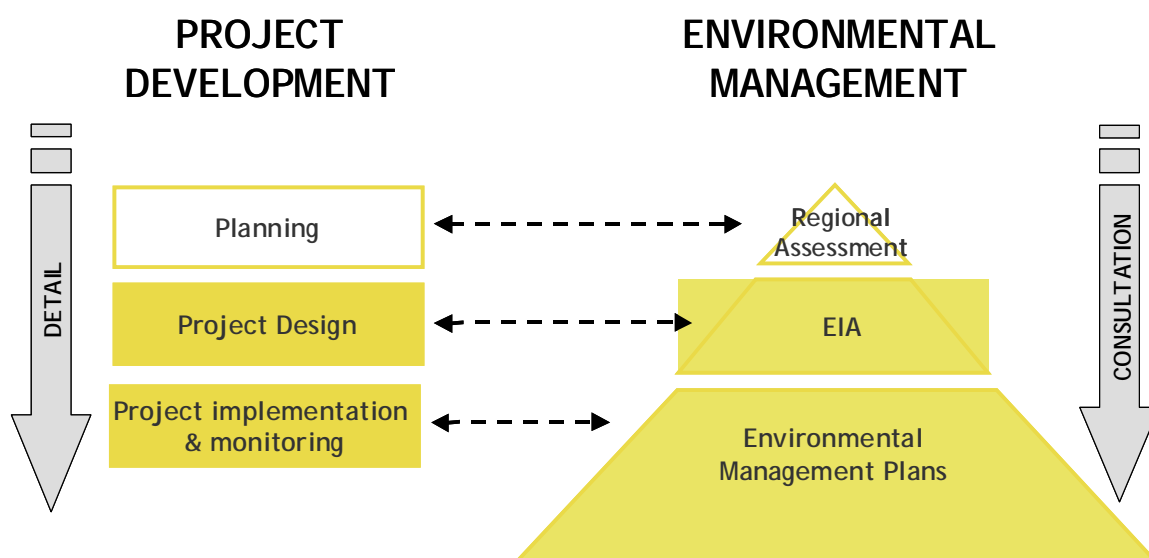 PROJECT
DEVELOPMENT
ENVIRONMENTAL
MANAGEMENT
DETAIL
Planning
Project Design
Project implementation
& monitoring
Regional
Assessment
EIA
Environmental
Management Plans
CONSULTATION